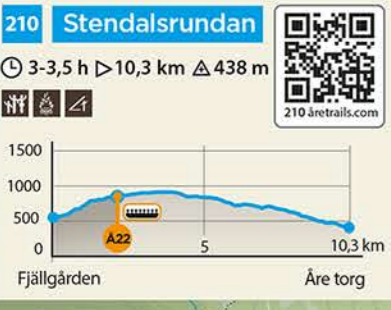 210 Stendalsrundan
3-3,5 h 10,3 km 438 m
210 åretrails.com
1500
1000
500
0
Å22
5
10,3 km
Fjällgården Åre torg